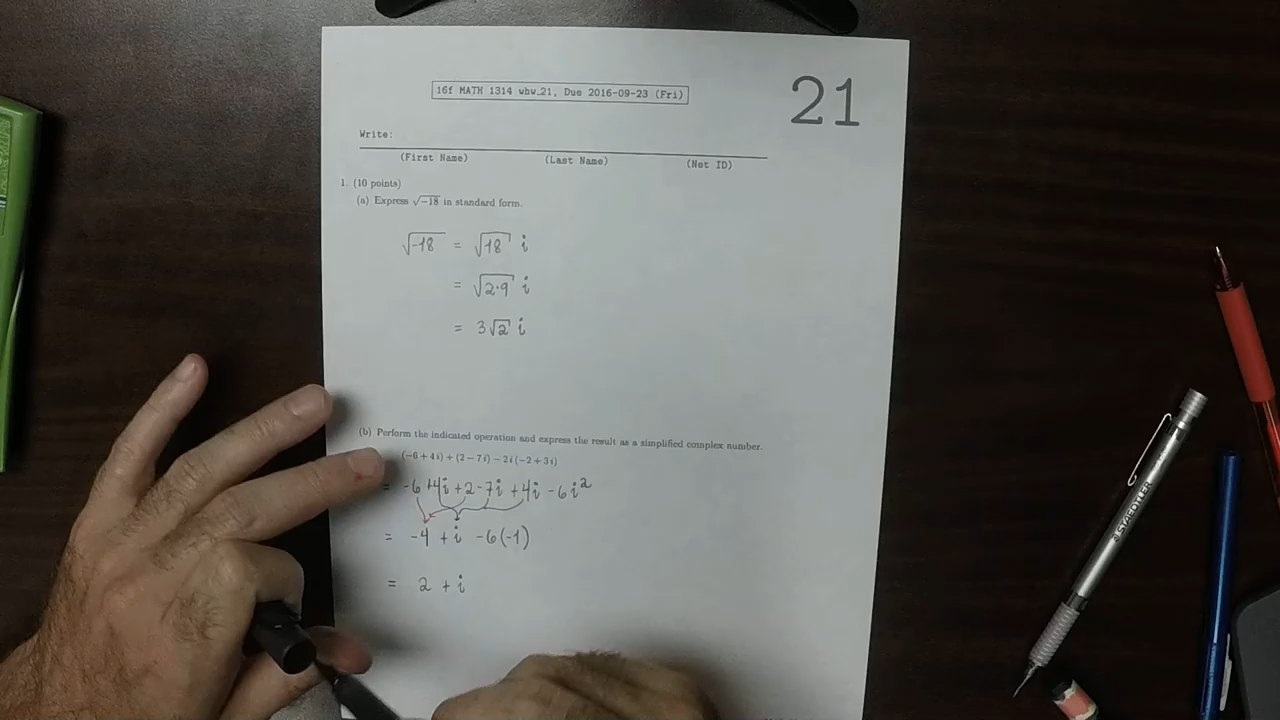 16f MATH 1314 wbw_21, Due 2016-09-23 (Fri)
21
Write:
(First Name) (Last Name) (Not ID)
1. (10 points)
(a) Express √-18 in standard form.
√-18 = √18 i
= √2·9 i
= 3√2 i
(b) Perform the indicated operation and express the result as a simplified complex number.
(-6+4i)+(2-7i)-2i(-2+3i)
= -6+4i+2-7i+4i-6i²
= -4 +i -6(-1)
= 2 + i
STAEDTLER